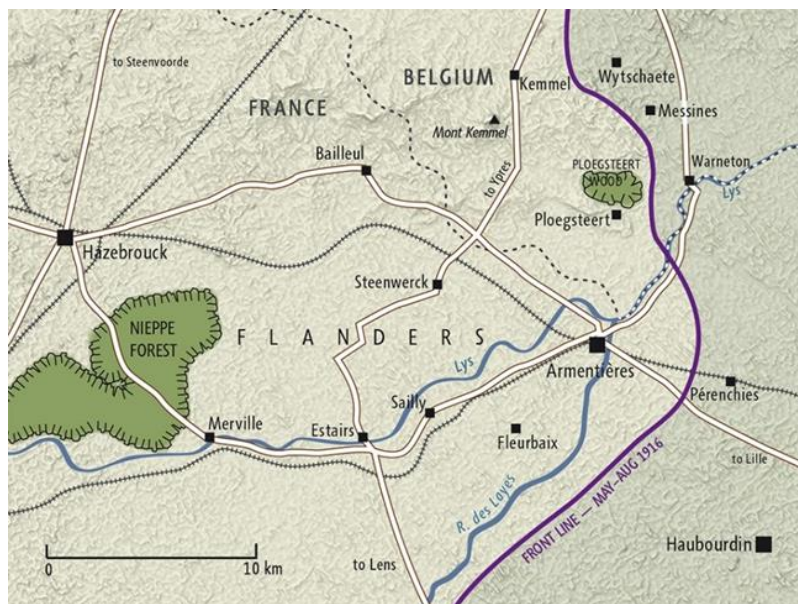 to Steenvoorde
BELGIUM
Kemmel
Wytschaete
FRANCE
Messines
Mont Kemmel
Bailleul
to Ypres
PLOEGSTEERT
WOOD
Warneton
Lys
Ploegsteert
Hazebrouck
Steenwerck
NIEPPE
FOREST
FLANDERS
Lys
Armentières
Sailly
Pérenchies
Merville
Estairs
Fleurbaix
to Lille
R. des Loyes
FRONT LINE — MAY–AUG 1916
Haubourdin
0 10 km
to Lens